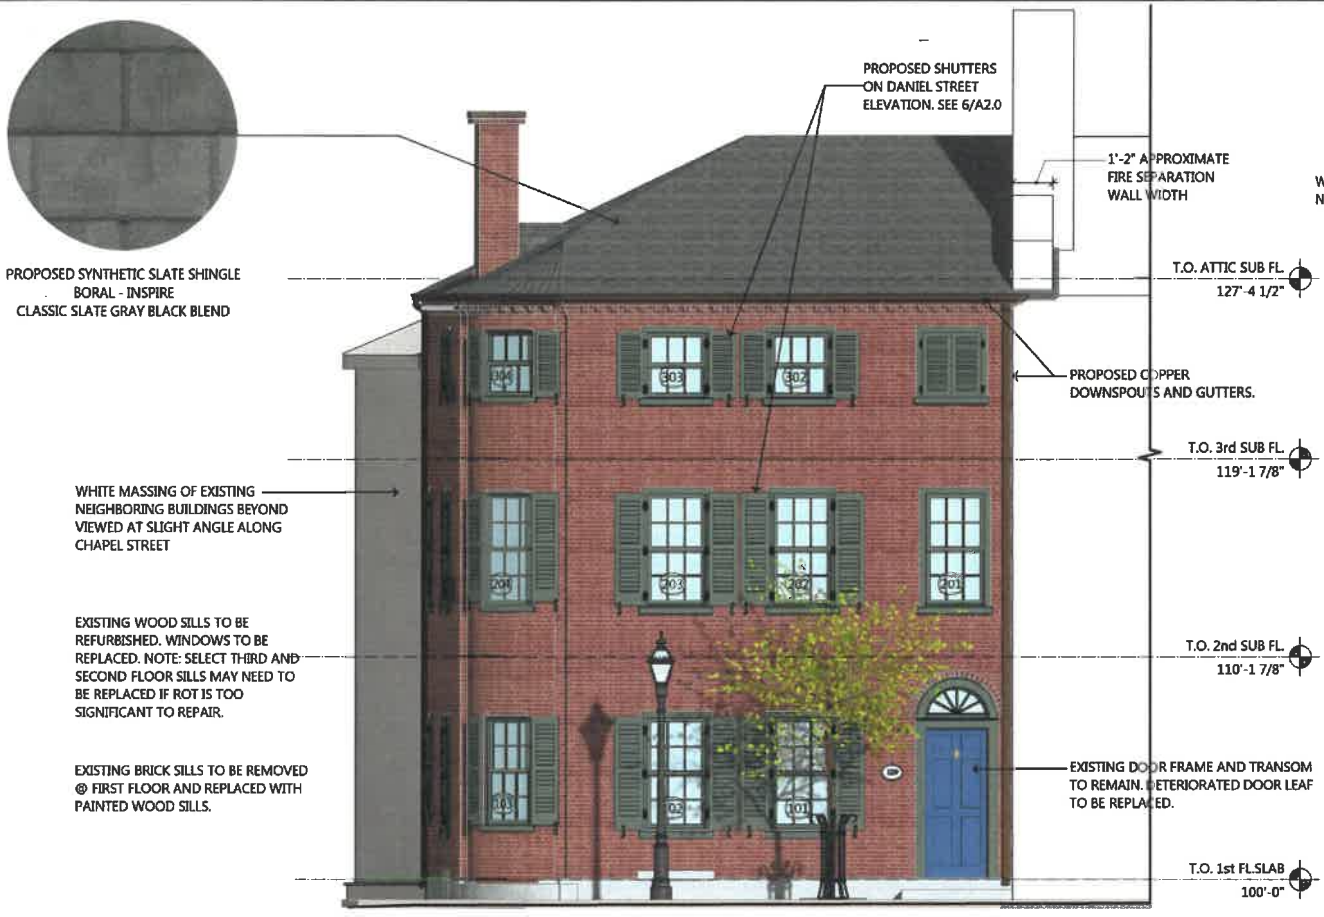 PROPOSED SHUTTERS
ON DANIEL STREET
ELEVATION. SEE 6/A2.0
1'-2" APPROXIMATE
FIRE SEPARATION
WALL WIDTH
W
N
PROPOSED SYNTHETIC SLATE SHINGLE
BORAL - INSPIRE
CLASSIC SLATE GRAY BLACK BLEND
T.O. ATTIC SUB FL.
127'-4 1/2"
304
303
302
PROPOSED COPPER
DOWNSPOUTS AND GUTTERS.
T.O. 3rd SUB FL.
119'-1 7/8"
WHITE MASSING OF EXISTING
NEIGHBORING BUILDINGS BEYOND
VIEWED AT SLIGHT ANGLE ALONG
CHAPEL STREET
204
203
202
201
EXISTING WOOD SILLS TO BE
REFURBISHED. WINDOWS TO BE
REPLACED. NOTE: SELECT THIRD AND
SECOND FLOOR SILLS MAY NEED TO
BE REPLACED IF ROT IS TOO
SIGNIFICANT TO REPAIR.
T.O. 2nd SUB FL.
110'-1 7/8"
EXISTING BRICK SILLS TO BE REMOVED
@ FIRST FLOOR AND REPLACED WITH
PAINTED WOOD SILLS.
103
102
101
EXISTING DOOR FRAME AND TRANSOM
TO REMAIN. DETERIORATED DOOR LEAF
TO BE REPLACED.
T.O. 1st FL.SLAB
100'-0"